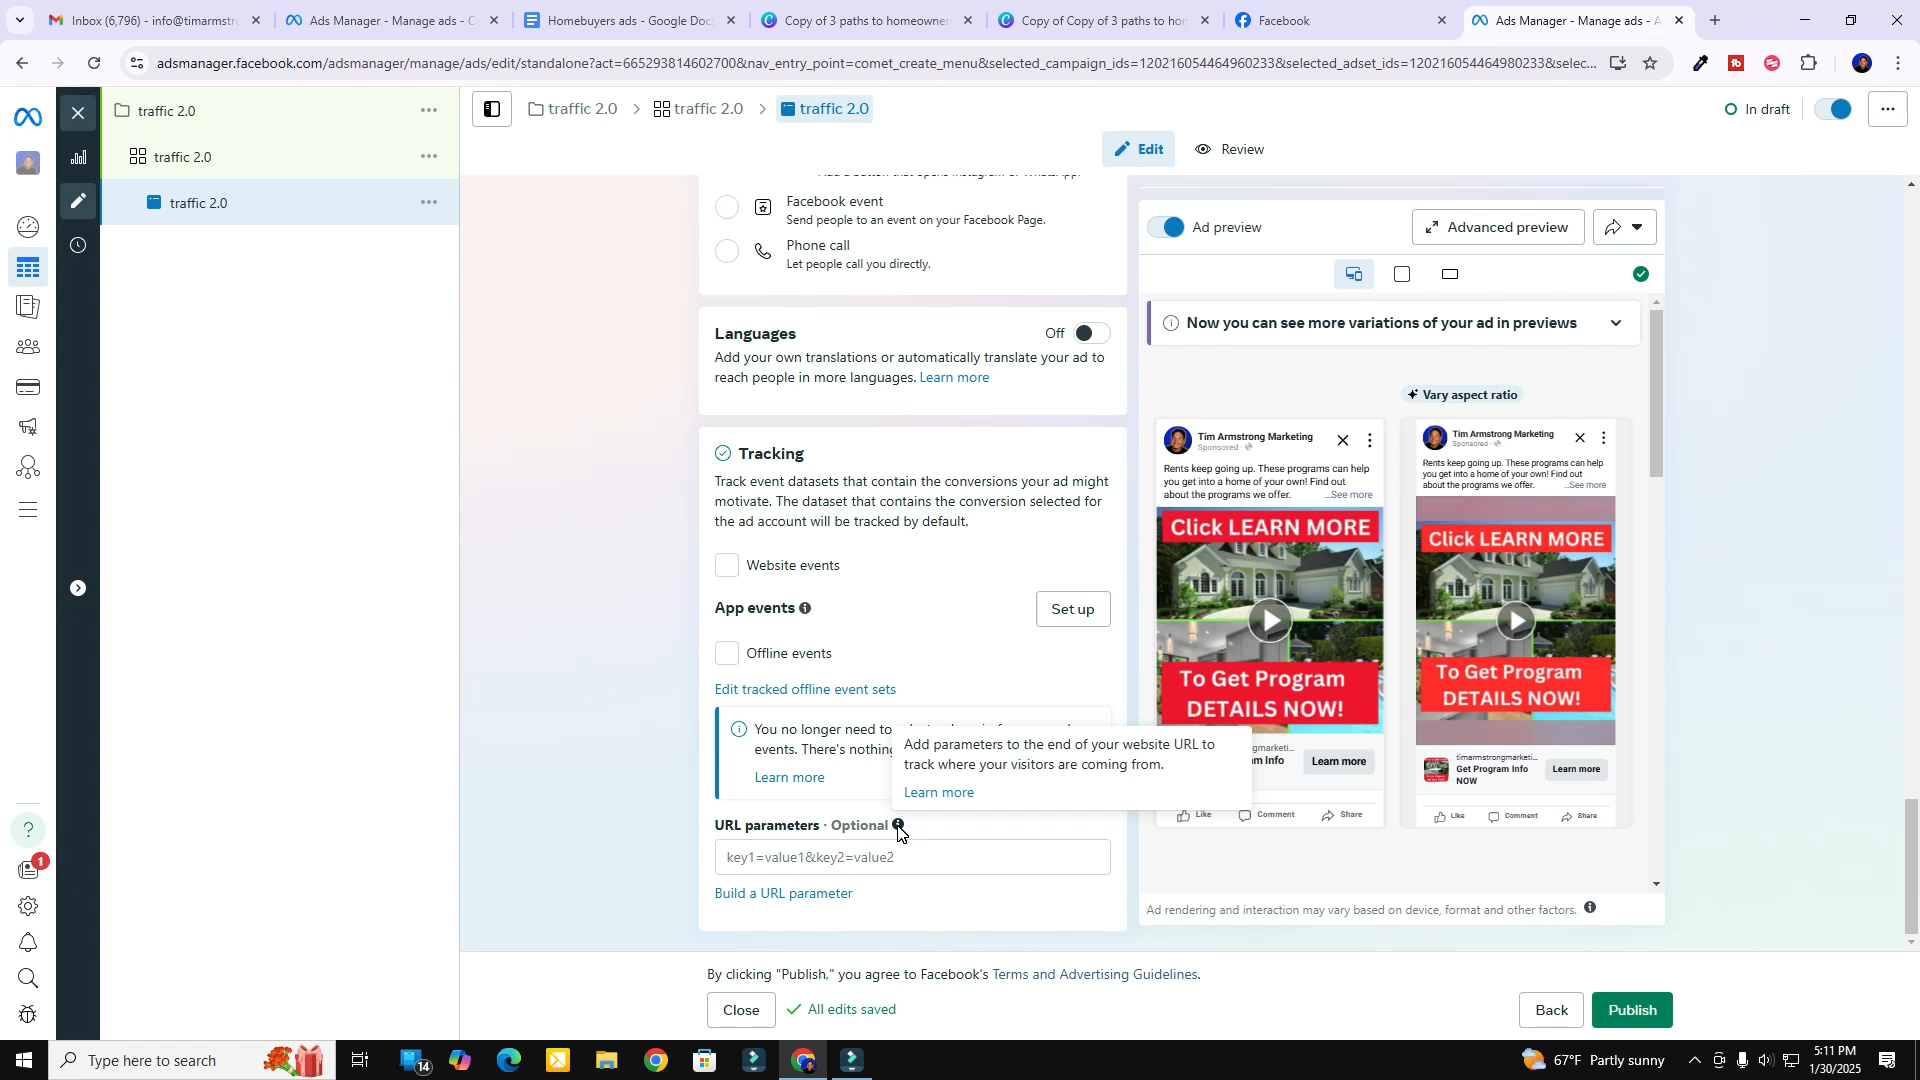 Inbox (6,796) - info@timarmstr
Ads Manager - Manage ads - C
Homebuyers ads - Google Doc
Copy of 3 paths to homeowner
Copy of Copy of 3 paths to hom
Facebook
Ads Manager - Manage ads - A
adsmanager.facebook.com/adsmanager/manage/ads/edit/standalone?act=665293814602700&nav_entry_point=comet_create_menu&selected_campaign_ids=120216054464960233&selected_adset_ids=120216054464980233&selec...
traffic 2.0
traffic 2.0
traffic 2.0
traffic 2.0
traffic 2.0
traffic 2.0
In draft
Edit
Review
Facebook event
Send people to an event on your Facebook Page.
Phone call
Let people call you directly.
Languages
Off
Add your own translations or automatically translate your ad to
reach people in more languages. Learn more
Tracking
Track event datasets that contain the conversions your ad might
motivate. The dataset that contains the conversion selected for
the ad account will be tracked by default.
Website events
App events
Set up
Offline events
Edit tracked offline event sets
You no longer need to
events. There's nothing
Learn more
Add parameters to the end of your website URL to
track where your visitors are coming from.
Learn more
URL parameters · Optional
key1=value1&key2=value2
Build a URL parameter
Ad preview
Advanced preview
Now you can see more variations of your ad in previews
Vary aspect ratio
Tim Armstrong Marketing
Sponsored ·
Rents keep going up. These programs can help
you get into a home of your own! Find out
about the programs we offer. ...See more
Click LEARN MORE
To Get Program
DETAILS NOW!
gmarketi...
am Info
Learn more
Like
Comment
Share
Tim Armstrong Marketing
Sponsored ·
Rents keep going up. These programs can help
you get into a home of your own! Find out
about the programs we offer. ...See more
Click LEARN MORE
To Get Program
DETAILS NOW!
timarmstrongmarketi...
Get Program Info
NOW
Learn more
Like
Comment
Share
Ad rendering and interaction may vary based on device, format and other factors.
By clicking "Publish," you agree to Facebook's Terms and Advertising Guidelines.
Close
All edits saved
Back
Publish
1
Type here to search
14
67°F Partly sunny
5:11 PM
1/30/2025